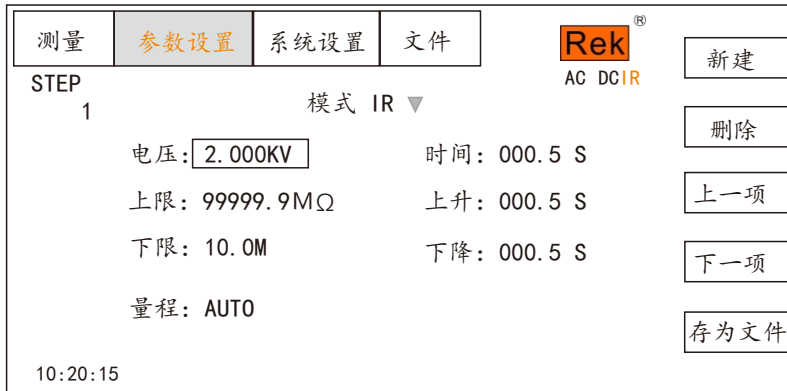 测量 参数设置 系统设置 文件 Rek®
AC DCIR
新建
STEP
1
模式 IR ▼
删除
电压: 2.000KV 时间: 000.5 S
上限: 99999.9MΩ 上升: 000.5 S
上一项
下限: 10.0M 下降: 000.5 S
下一项
量程: AUTO
存为文件
10:20:15